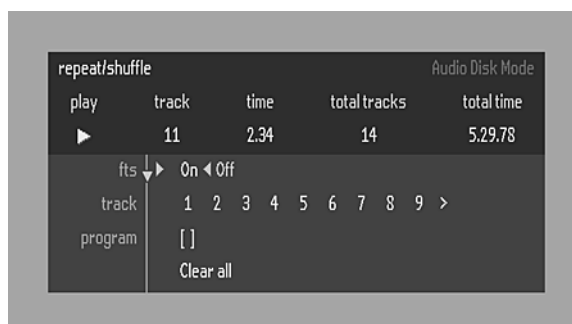 repeat/shuffle Audio Disk Mode
play track time total tracks total time
11 2.34 14 5.29.78
fts On Off
track 1 2 3 4 5 6 7 8 9 >
program [ ]
Clear all